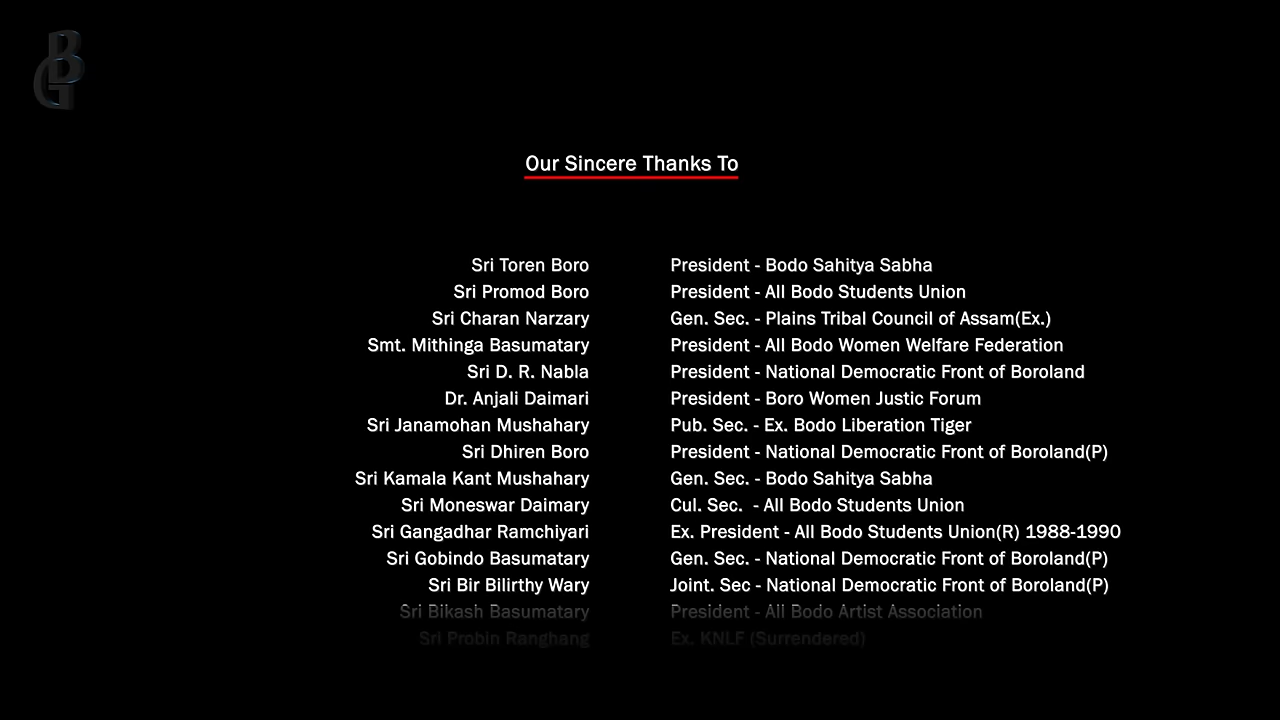 BG
Our Sincere Thanks To
Sri Toren Boro President - Bodo Sahitya Sabha
Sri Promod Boro President - All Bodo Students Union
Sri Charan Narzary Gen. Sec. - Plains Tribal Council of Assam(Ex.)
Smt. Mithinga Basumatary President - All Bodo Women Welfare Federation
Sri D. R. Nabla President - National Democratic Front of Boroland
Dr. Anjali Daimari President - Boro Women Justic Forum
Sri Janamohan Mushahary Pub. Sec. - Ex. Bodo Liberation Tiger
Sri Dhiren Boro President - National Democratic Front of Boroland(P)
Sri Kamala Kant Mushahary Gen. Sec. - Bodo Sahitya Sabha
Sri Moneswar Daimary Cul. Sec. - All Bodo Students Union
Sri Gangadhar Ramchiyari Ex. President - All Bodo Students Union(R) 1988-1990
Sri Gobindo Basumatary Gen. Sec. - National Democratic Front of Boroland(P)
Sri Bir Bilirthy Wary Joint. Sec - National Democratic Front of Boroland(P)
Sri Bikash Basumatary President - All Bodo Artist Association
Sri Probin Ranghang Ex. KNLF (Surrendered)